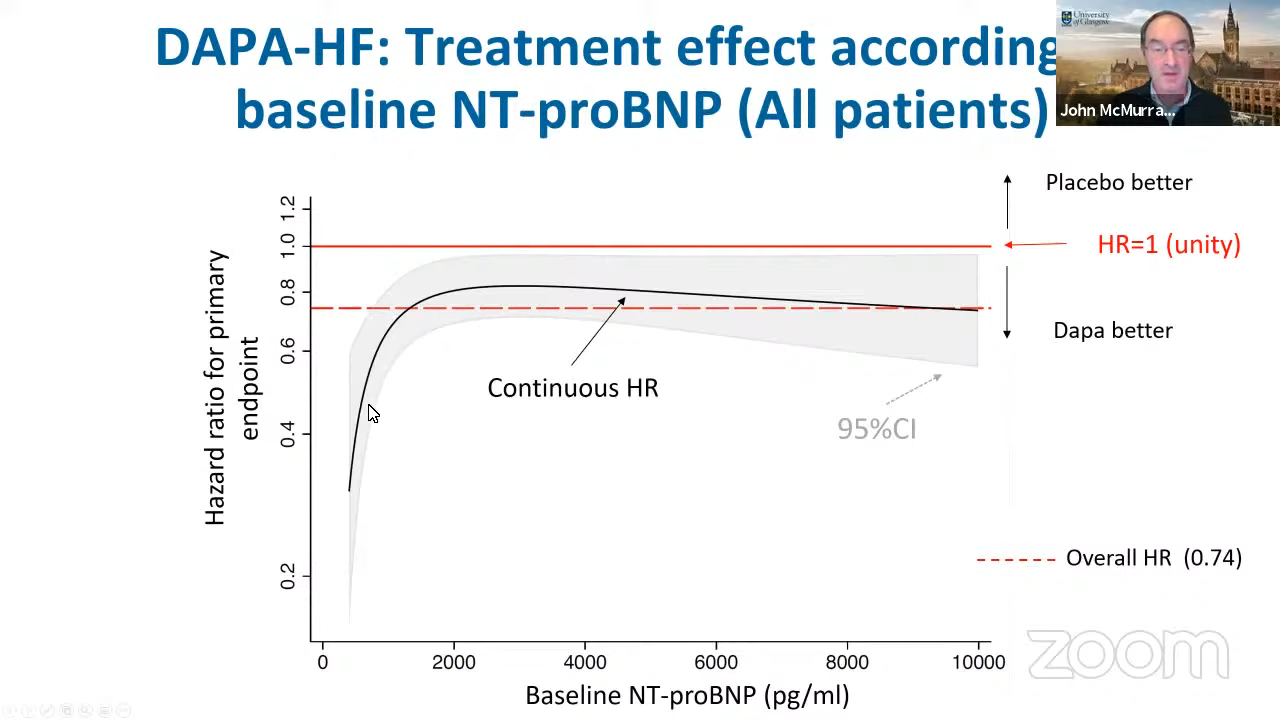 DAPA-HF: Treatment effect according
baseline NT-proBNP (All patients)
University
of Glasgow
John McMurra...
Placebo better
HR=1 (unity)
Dapa better
Hazard ratio for primary
endpoint
1.2
1.0
0.8
0.6
0.4
0.2
Continuous HR
95%CI
Overall HR (0.74)
0 2000 4000 6000 8000 10000
Baseline NT-proBNP (pg/ml)
zoom